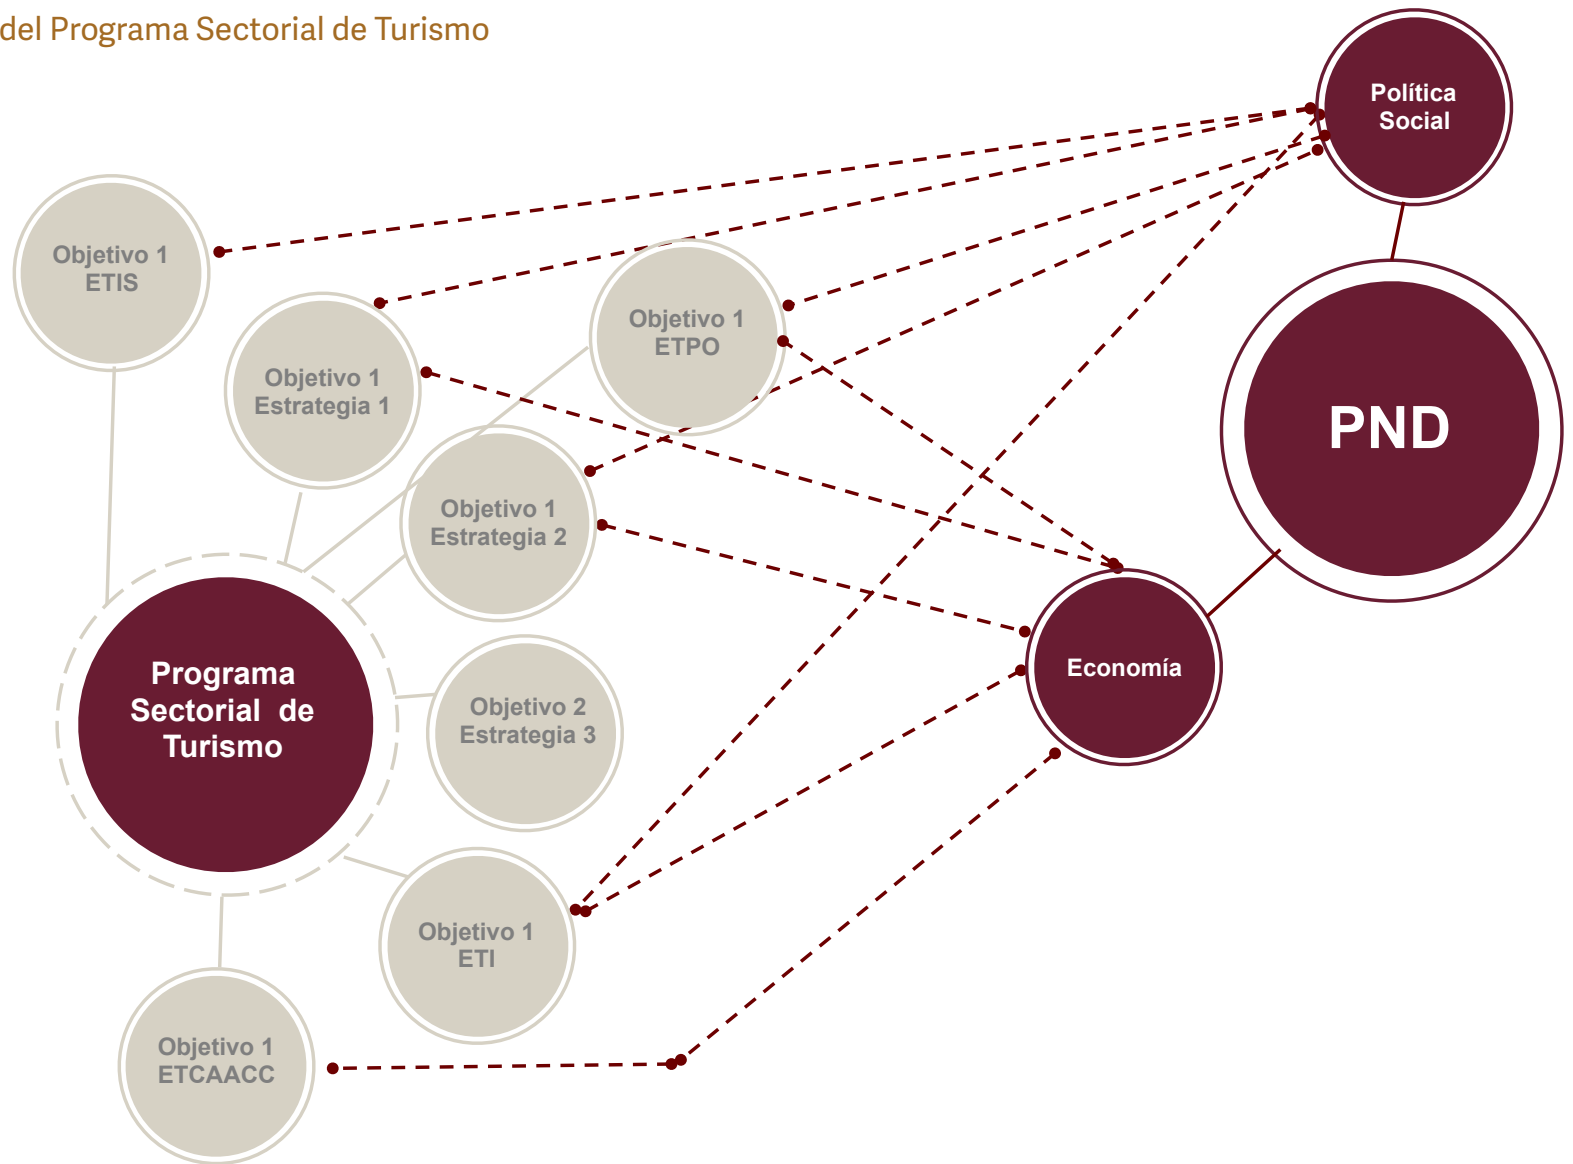 del Programa Sectorial de Turismo
Política
Social
Objetivo 1
ETIS
Objetivo 1
ETPO
Objetivo 1
Estrategia 1
PND
Objetivo 1
Estrategia 2
Economía
Programa
Sectorial de
Turismo
Objetivo 2
Estrategia 3
Objetivo 1
ETI
Objetivo 1
ETCAACC